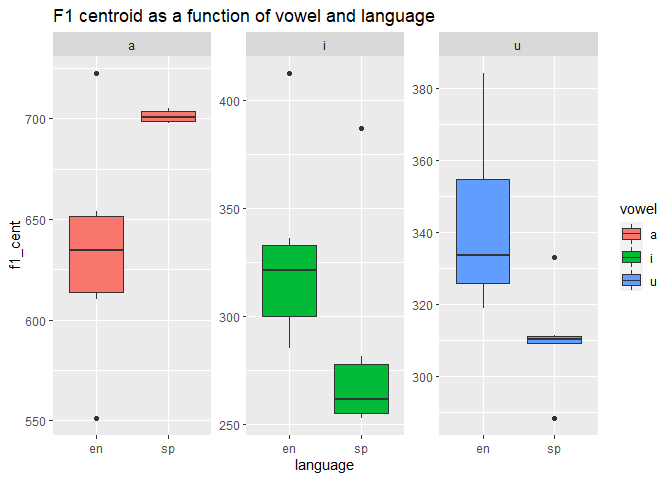 F1 centroid as a function of vowel and language
a
i
u
f1_cent
700
650
600
550
400
350
300
250
380
360
340
320
300
en
sp
en
sp
en
sp
language
vowel
a
i
u